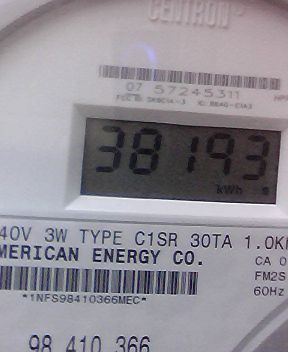 CENTRON
07 57245311
38193
kWh
40V 3W TYPE C1SR 30TA 1.0K
MERICAN ENERGY CO.
CA 0
FM2S
60Hz
*1NFS98410366MEC*
98 410 366